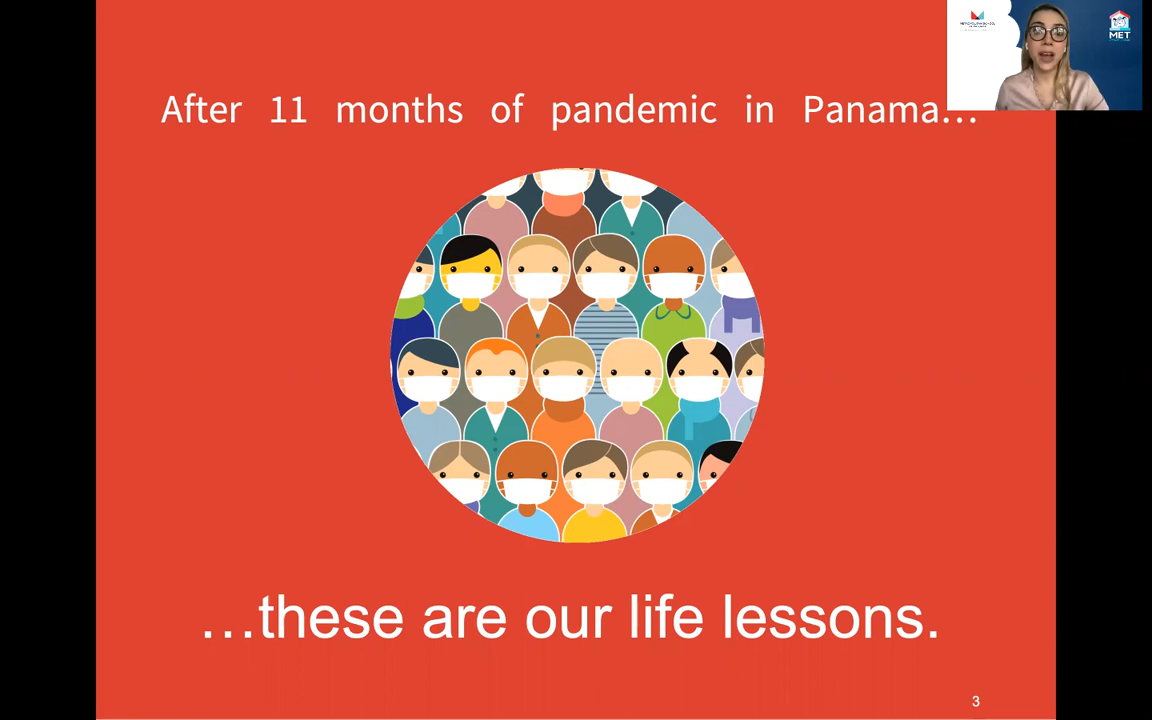 After 11 months of pandemic in Panama…
MET
…these are our life lessons.
3